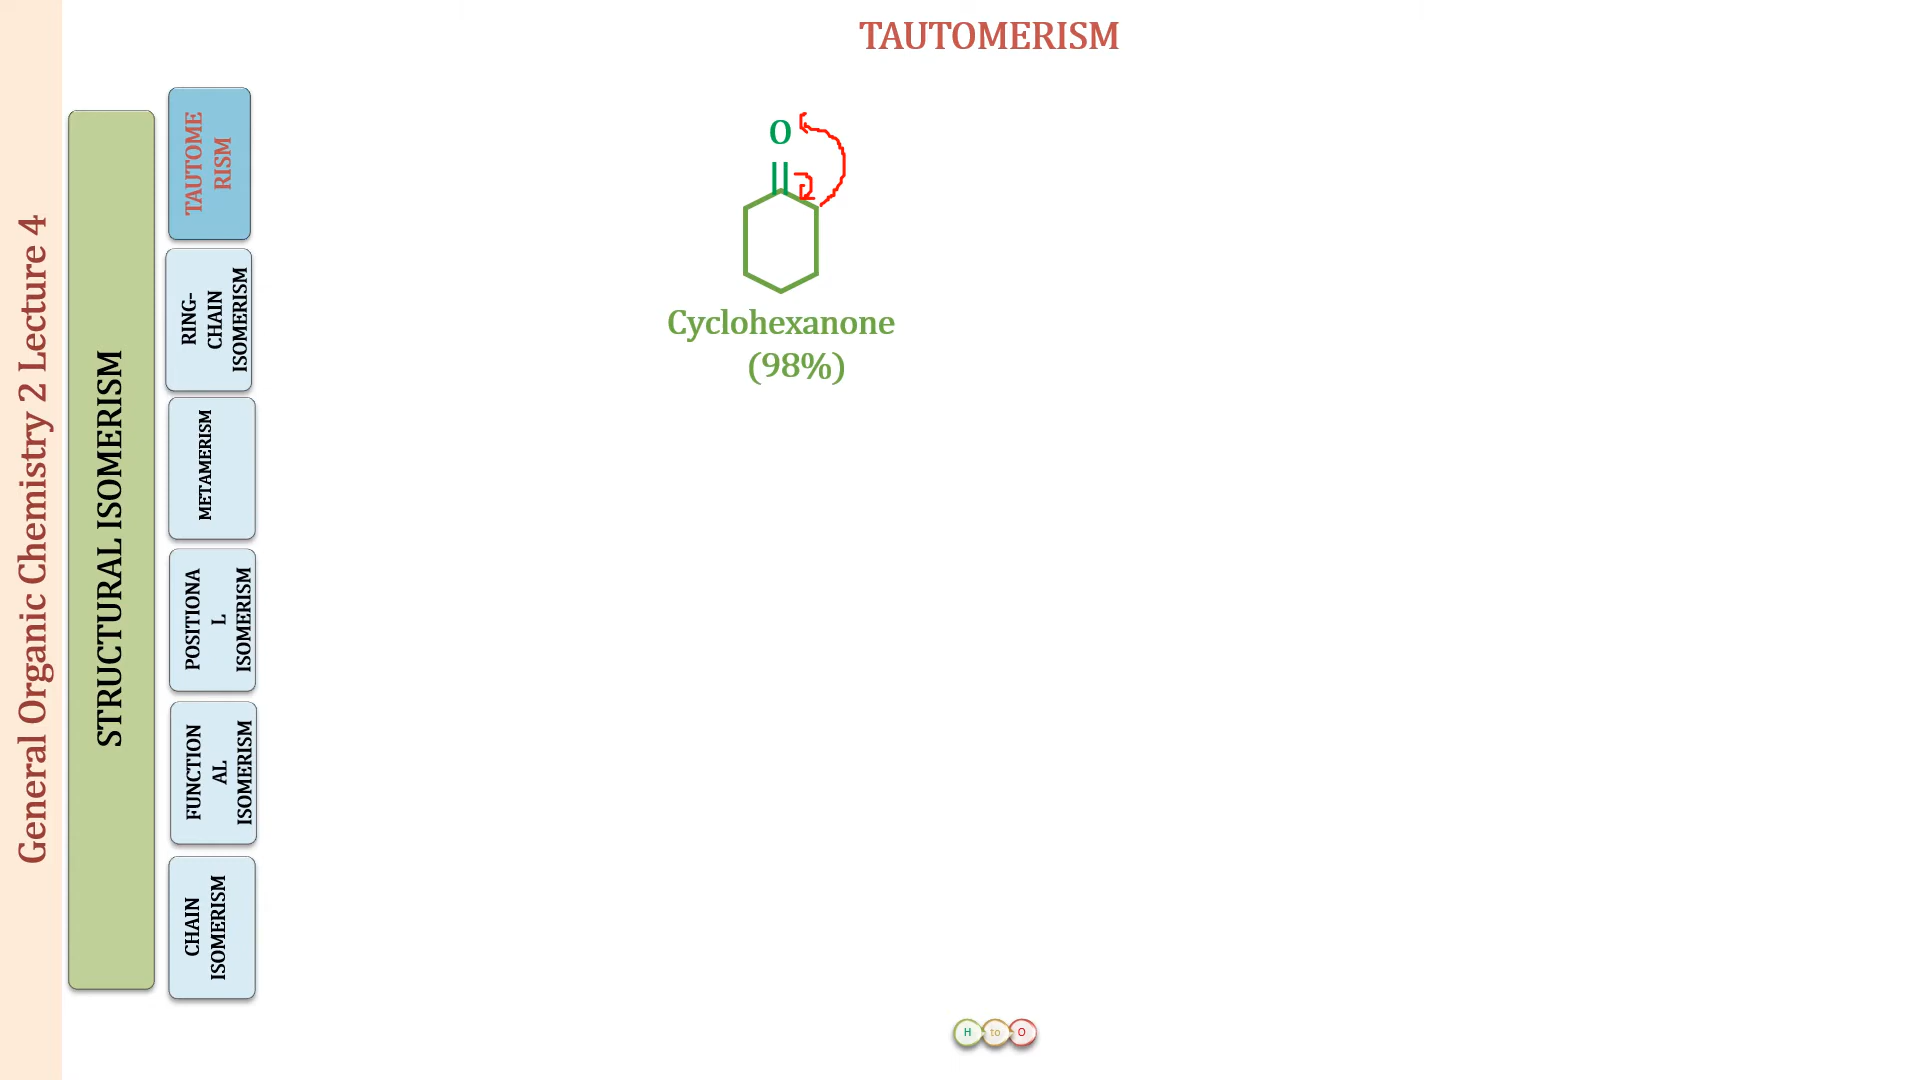 TAUTOMERISM
General Organic Chemistry 2 Lecture 4
STRUCTURAL ISOMERISM
TAUTOME
RISM
RING-
CHAIN
ISOMERISM
METAMERISM
POSITIONA
L
ISOMERISM
FUNCTION
AL
ISOMERISM
CHAIN
ISOMERISM
O
Cyclohexanone
(98%)
H to O